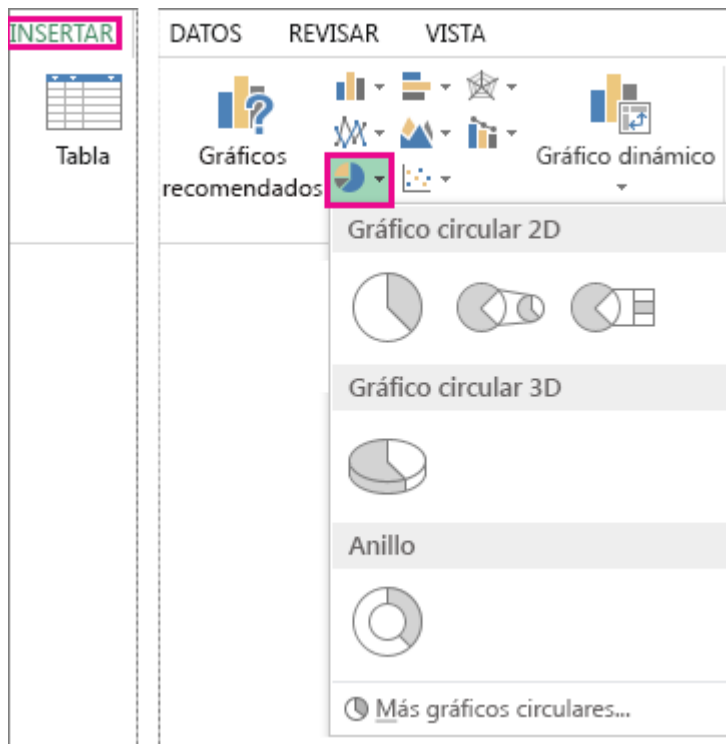 INSERTAR
DATOS REVISAR VISTA
Tabla
Gráficos
recomendados
Gráfico dinámico
Gráfico circular 2D
Gráfico circular 3D
Anillo
Más gráficos circulares...